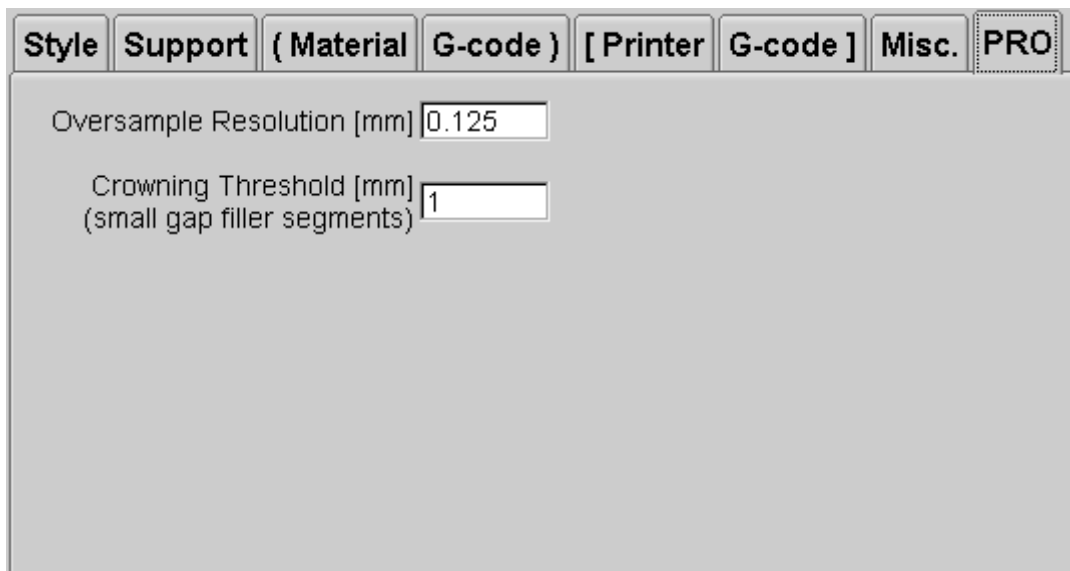 Style Support ( Material G-code ) [ Printer G-code ] Misc. PRO
Oversample Resolution [mm] 0.125
Crowning Threshold [mm]
(small gap filler segments) 1